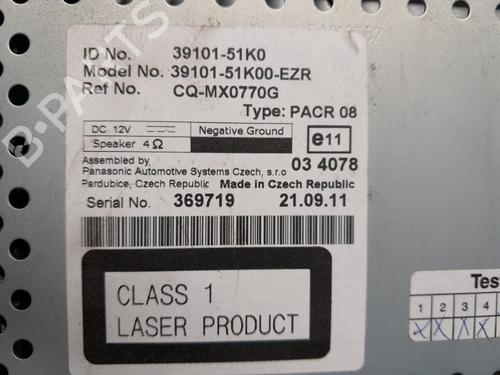 ID No. 39101-51K0
Model No. 39101-51K00-EZR
Ref No. CQ-MX0770G
Type: PACR 08
DC 12V Negative Ground
Speaker 4Ω
e11
03 4078
Assembled by
Panasonic Automotive Systems Czech, s.r.o
Pardubice, Czech Republic Made in Czech Republic
Serial No. 369719 21.09.11
CLASS 1
LASER PRODUCT
Tes
1 2 3 4